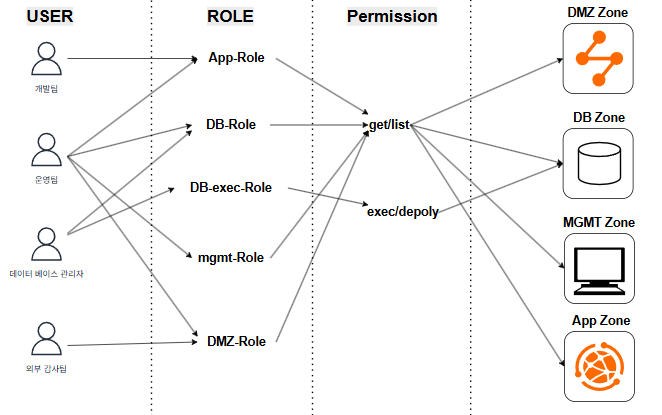 USER
ROLE
Permission
DMZ Zone
App-Role
개발팀
DB Zone
DB-Role
get/list
운영팀
DB-exec-Role
exec/depoly
MGMT Zone
mgmt-Role
데이터 베이스 관리자
App Zone
DMZ-Role
외부 감사팀